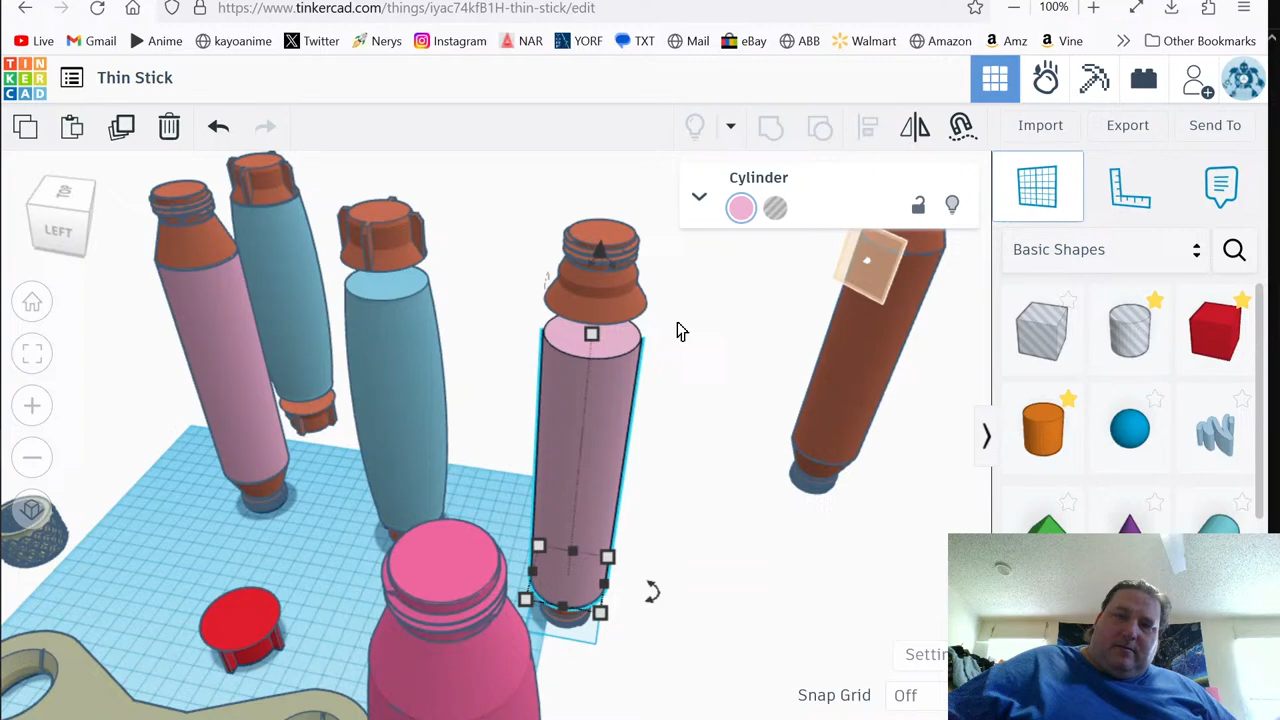 https://www.tinkercad.com/things/iyac74kfB1H-thin-stick/edit
100%
Live
Gmail
Anime
kayoanime
Twitter
Nerys
Instagram
NAR
YORF
TXT
Mail
eBay
ABB
Walmart
Amazon
Amz
Vine
Other Bookmarks
TIN
KER
CAD
Thin Stick
Import
Export
Send To
TOP
LEFT
Cylinder
Basic Shapes
Snap Grid
Off